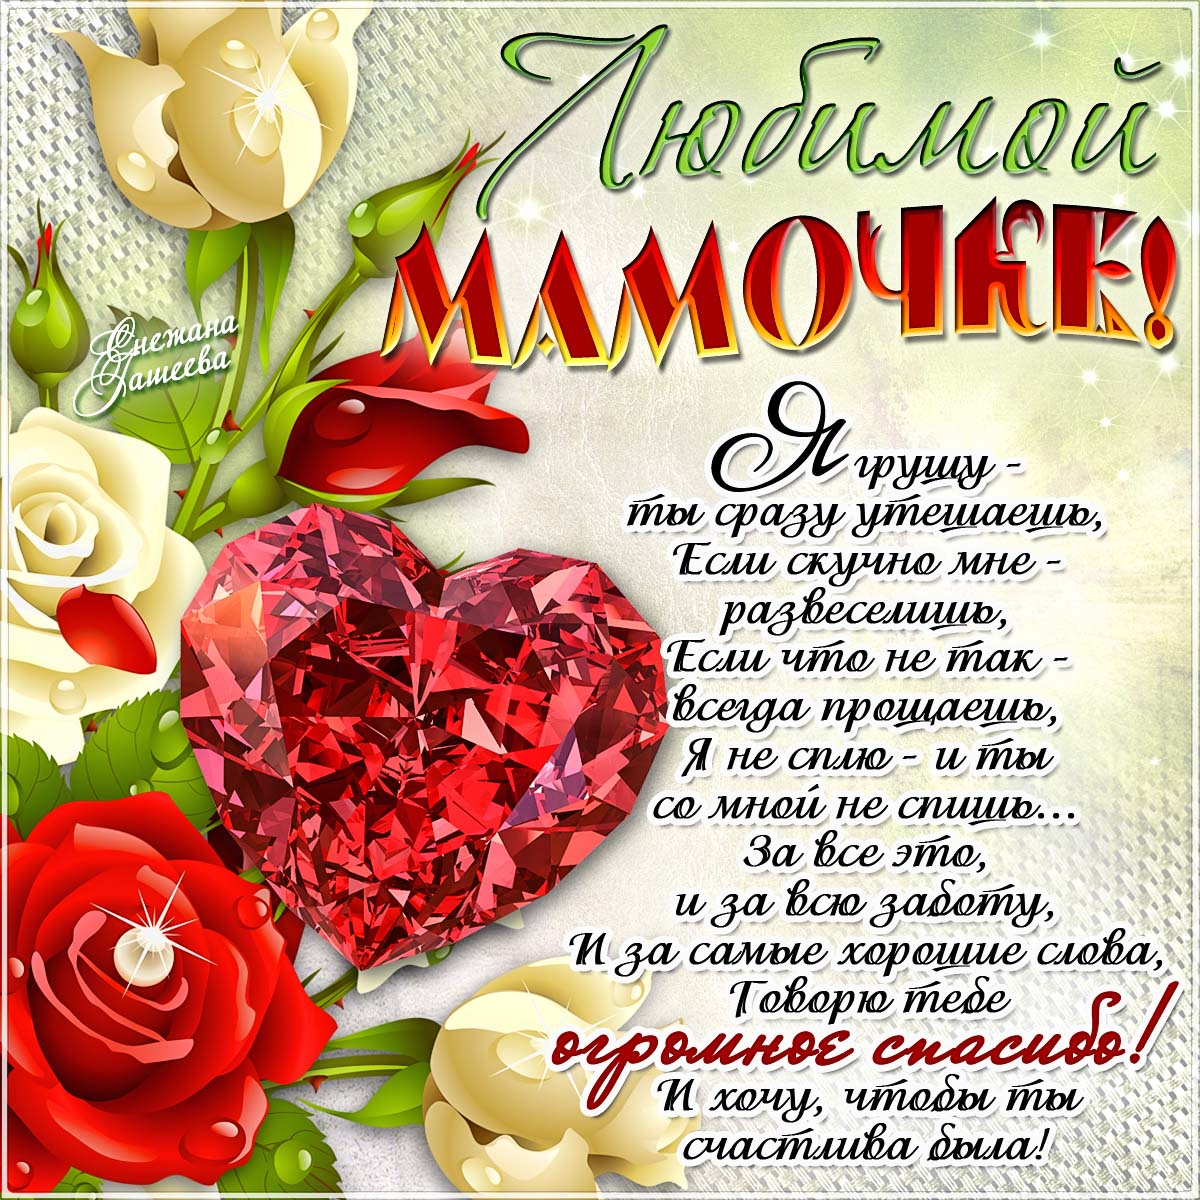 Любимой
МАМОЧКЕ!
Снежана
Гатеева
Я грущу -
ты сразу утешаешь,
Если скучно мне -
развеселишь,
Если что не так -
всегда прощаешь,
Я не сплю - и ты
со мной не спишь...
За все это,
и за всю заботу,
И за самые хорошие слова,
Говорю тебе
огромное спасибо!
И хочу, чтобы ты
счастлива была!